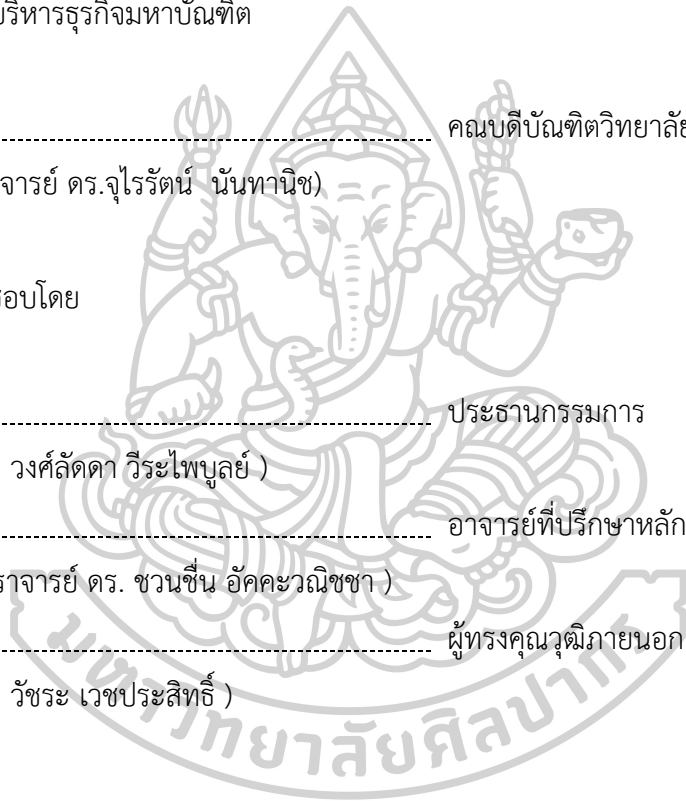 บริหารธุรกิจมหาบัณฑิต
คณบดีบัณฑิตวิทยาลัย
จารย์ ดร.จุไรรัตน์ นันทานิช)
อบโดย
ประธานกรรมการ
วงศ์ลัดดา วีระไพบูลย์ )
อาจารย์ที่ปรึกษาหลัก
ราจารย์ ดร. ชวนชื่น อัคคะวณิชชา )
ผู้ทรงคุณวุฒิภายนอก
วัชระ เวชประสิทธิ์ )
มหาวิทยาลัยศิลปากร